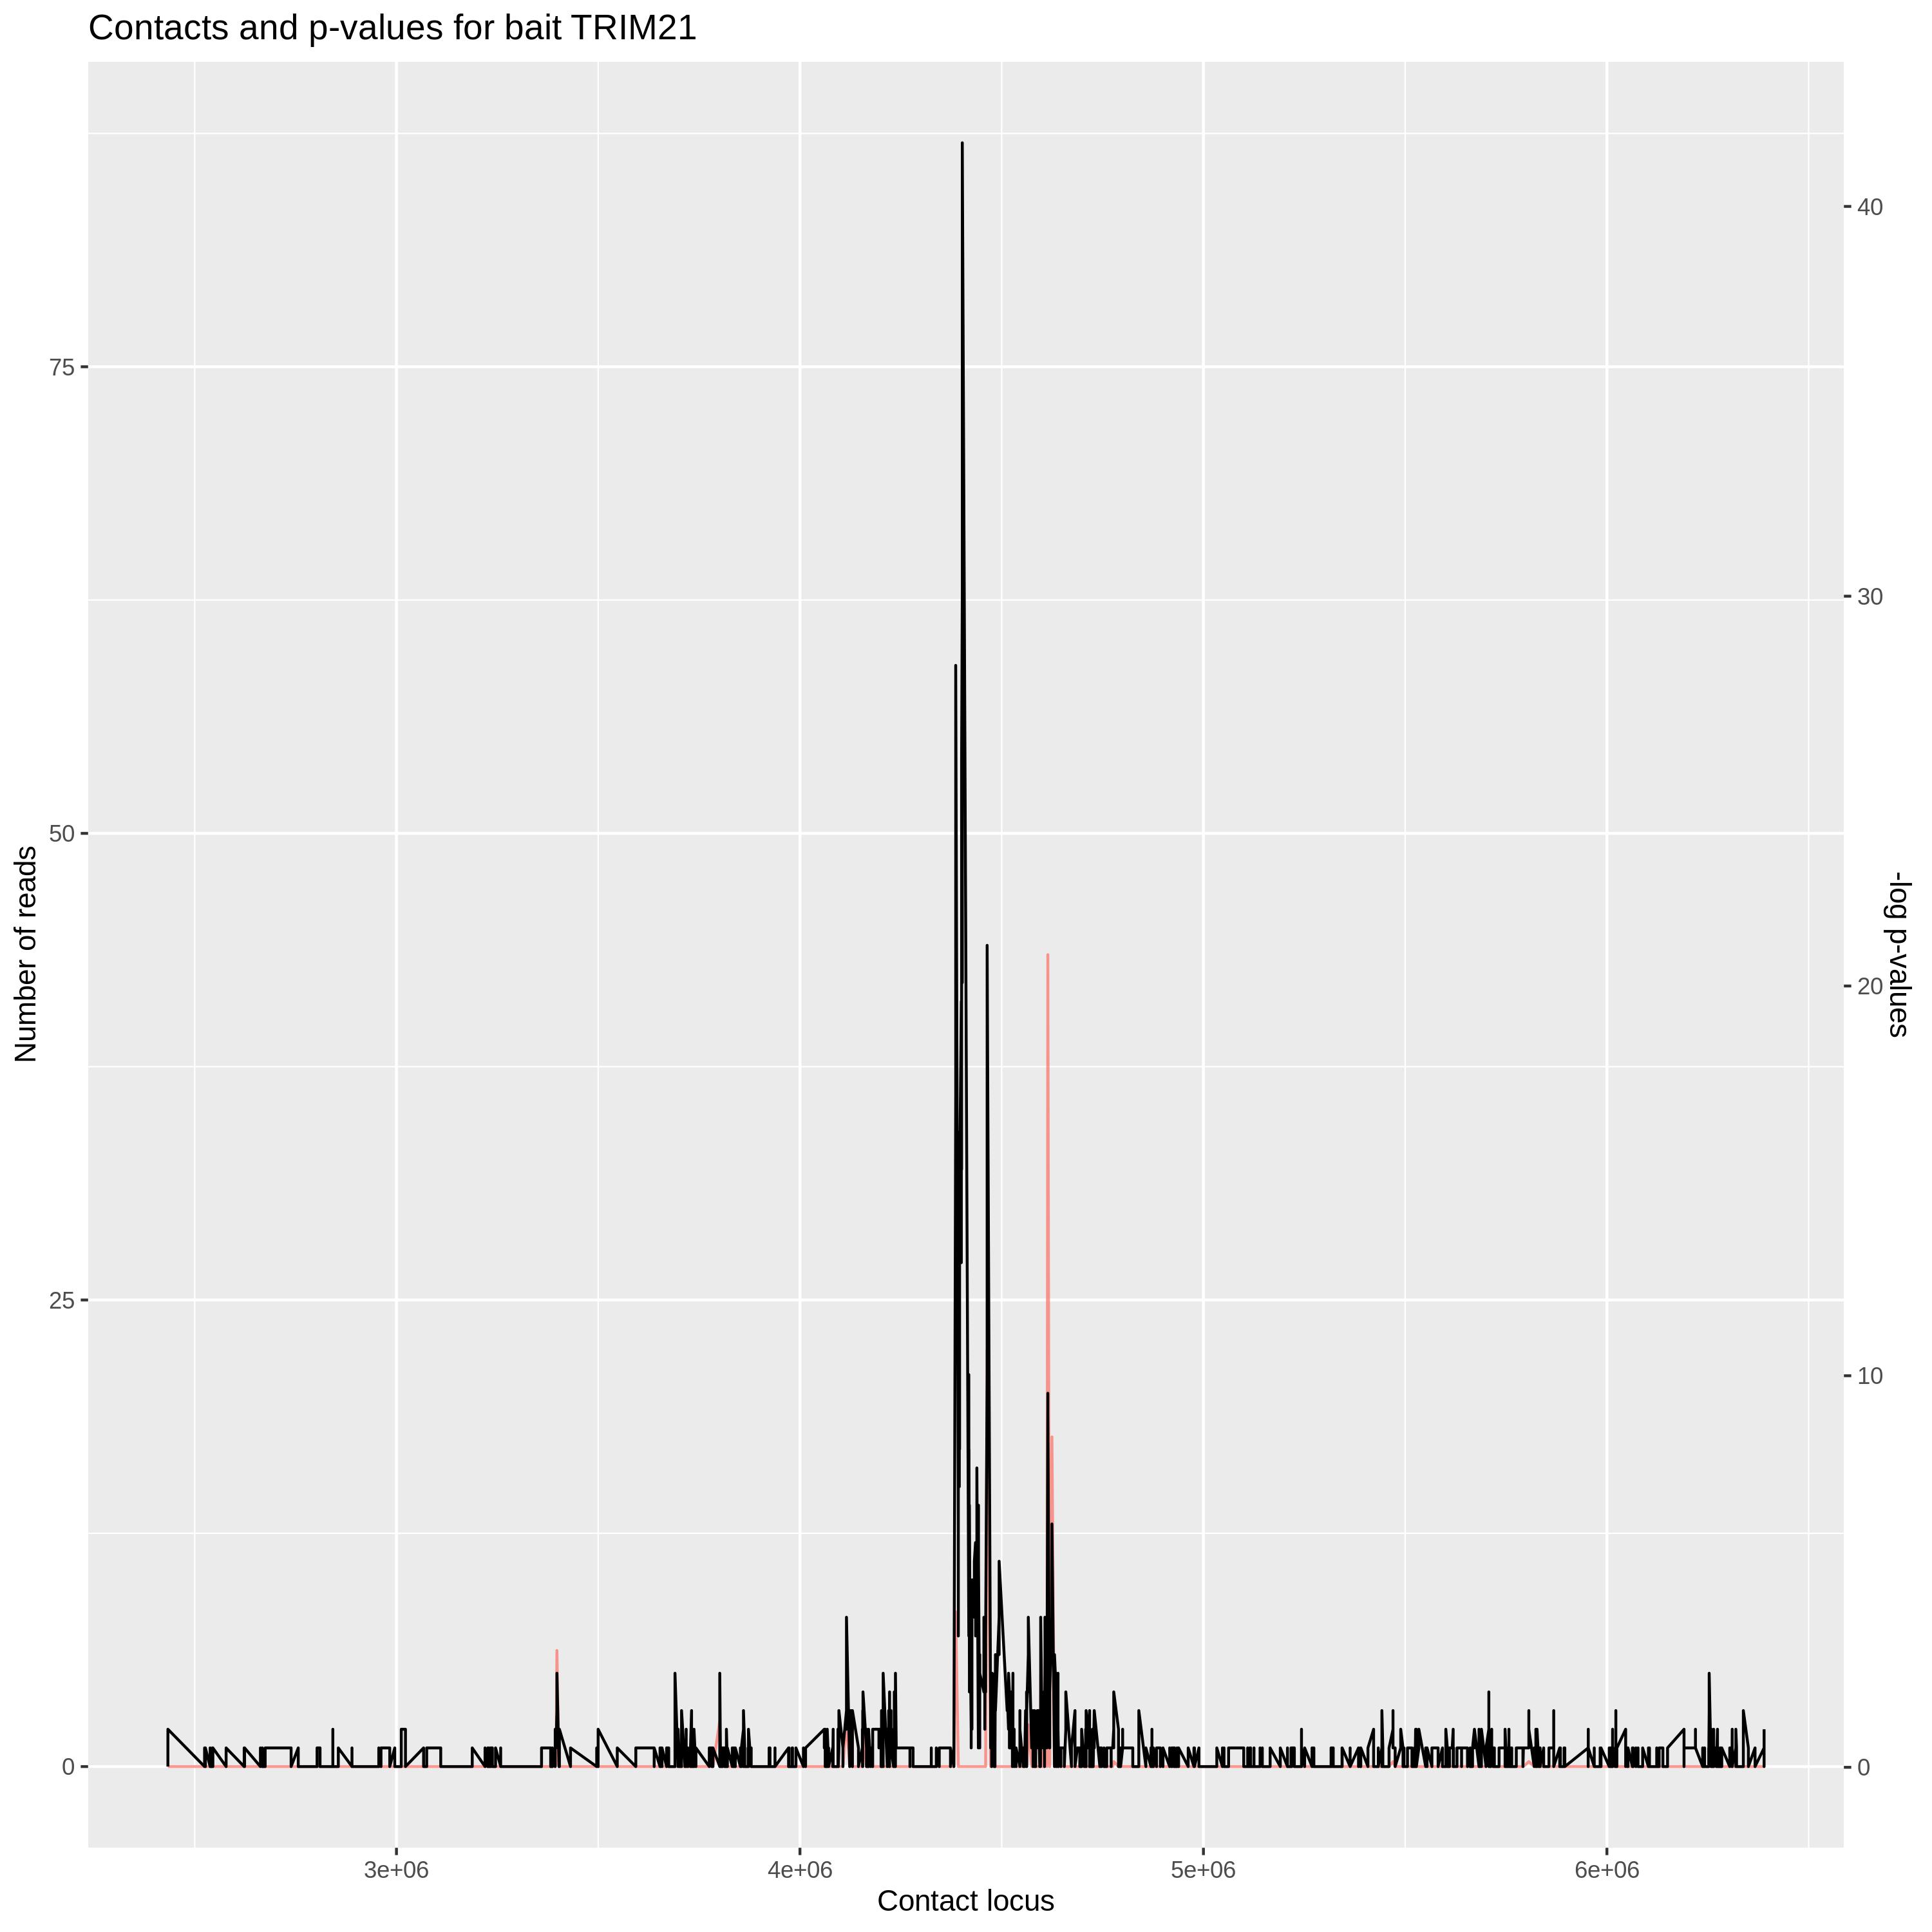 Contacts and p-values for bait TRIM21
75
50
25
0
40
30
20
10
0
Number of reads
-log p-values
3e+06
4e+06
5e+06
6e+06
Contact locus